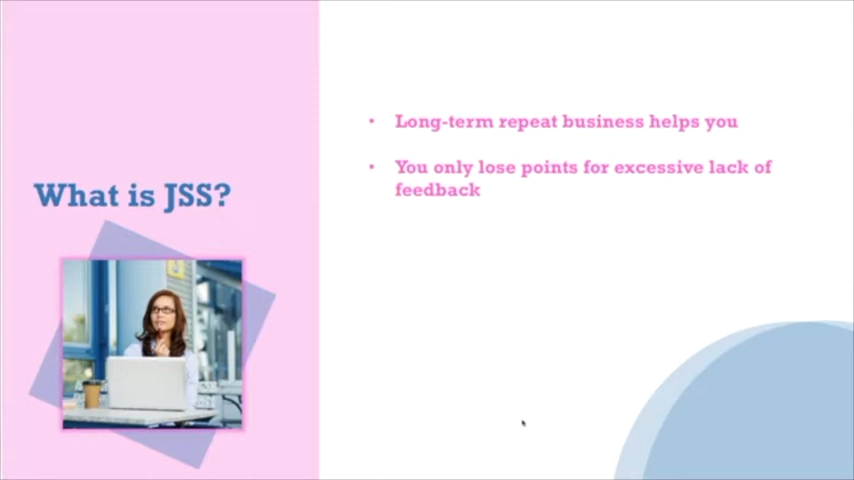 What is JSS?
• Long-term repeat business helps you
• You only lose points for excessive lack of
feedback